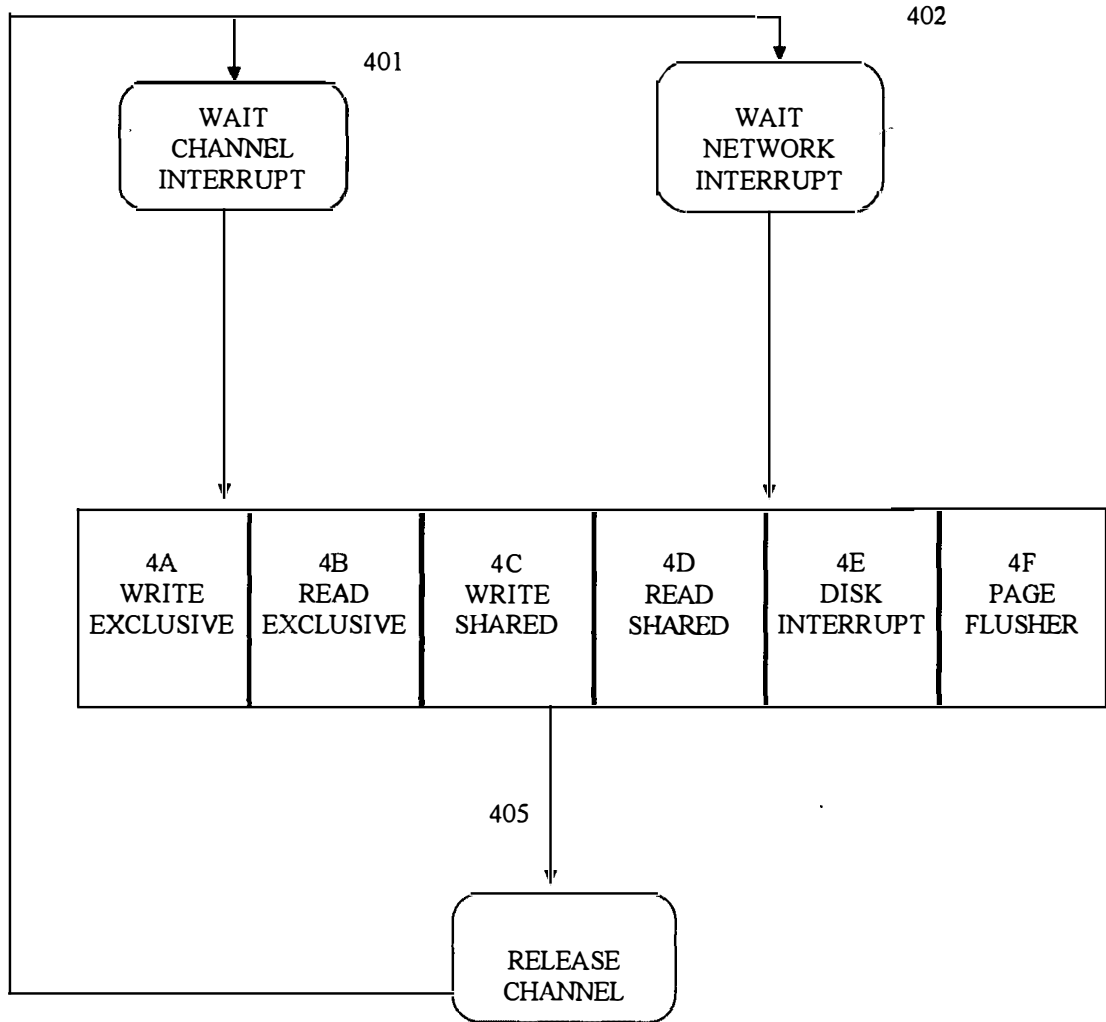 402
401
WAIT
CHANNEL
INTERRUPT
WAIT
NETWORK
INTERRUPT
4A
WRITE
EXCLUSIVE
4B
READ
EXCLUSIVE
4C
WRITE
SHARED
4D
READ
SHARED
4E
DISK
INTERRUPT
4F
PAGE
FLUSHER
405
RELEASE
CHANNEL